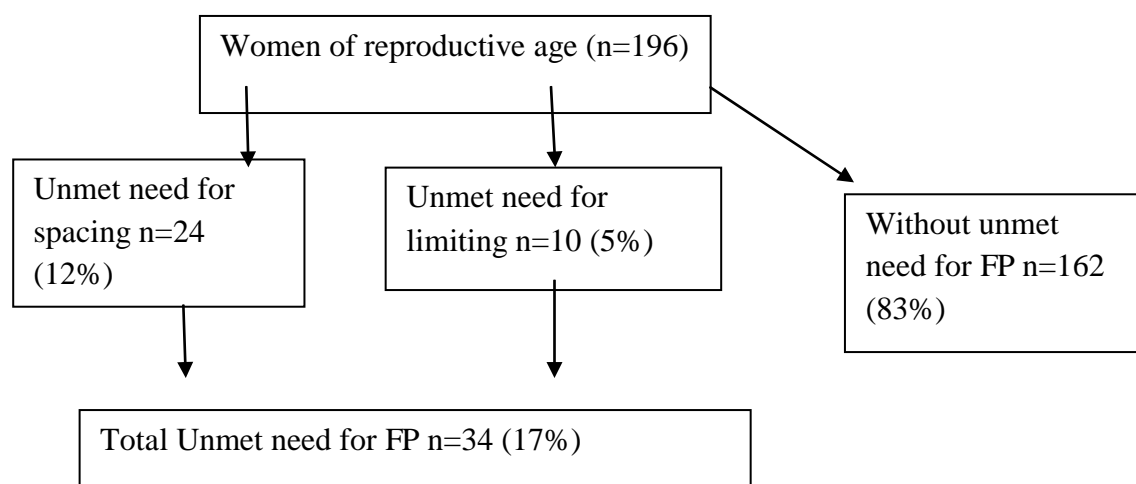 Women of reproductive age (n=196)
Unmet need for
spacing n=24
(12%)
Unmet need for
limiting n=10 (5%)
Without unmet
need for FP n=162
(83%)
Total Unmet need for FP n=34 (17%)